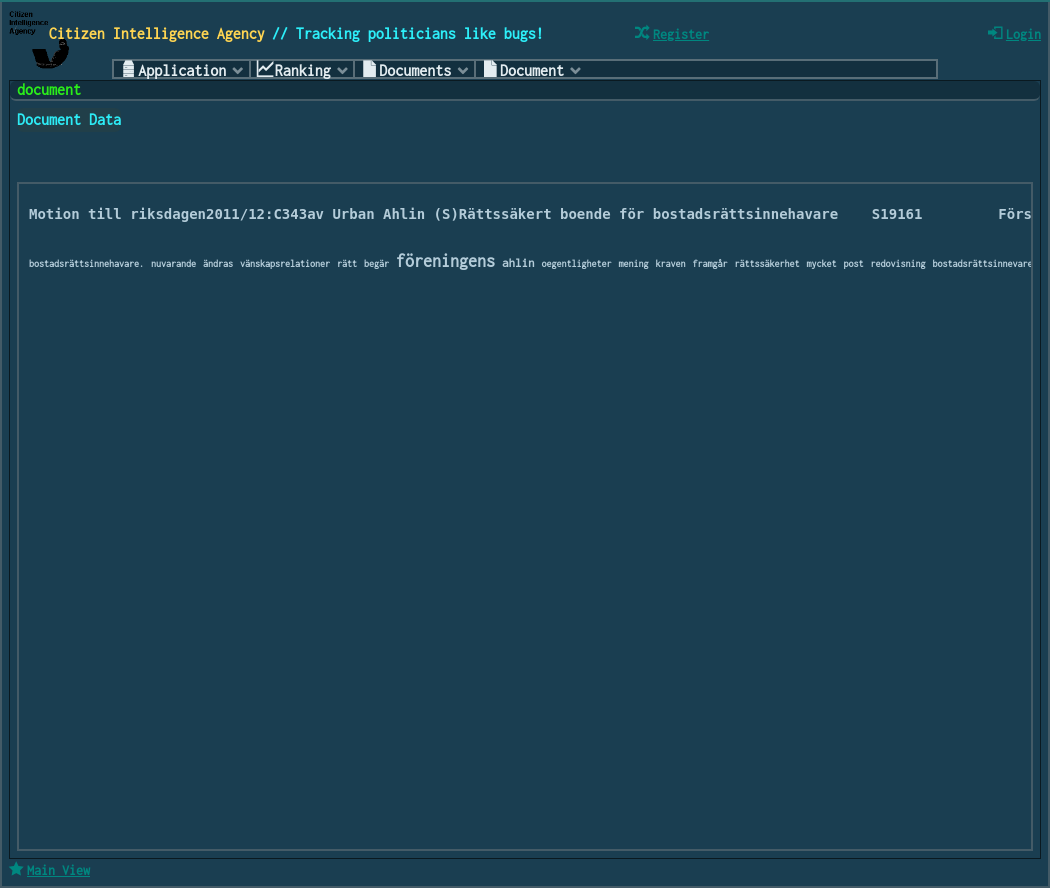 Citizen
Intelligence
Agency
Citizen Intelligence Agency // Tracking politicians like bugs!
Register
Login
Application
Ranking
Documents
Document
document
Document Data
Motion till riksdagen2011/12:C343av Urban Ahlin (S)Rättssäkert boende för bostadsrättsinnehavare S19161 Förs
bostadsrättsinnehavare. nuvarande ändras vänskapsrelationer rätt begär föreningens ahlin oegentligheter mening kraven framgår rättssäkerhet mycket post redovisning bostadsrättsinnevare
Main View